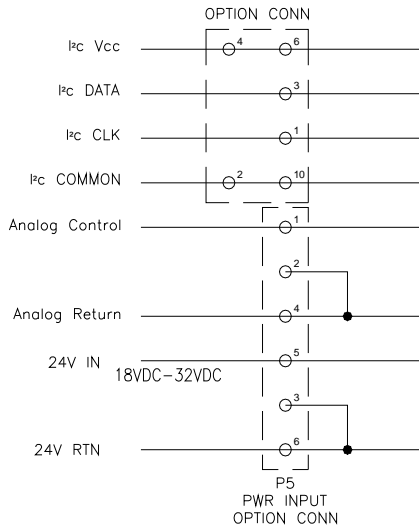 OPTION CONN
I²c Vcc 4 6
I²c DATA 3
I²c CLK 1
I²c COMMON 2 10
Analog Control 1
2
Analog Return 4
24V IN 5
18VDC-32VDC
3
24V RTN 6
P5
PWR INPUT
OPTION CONN